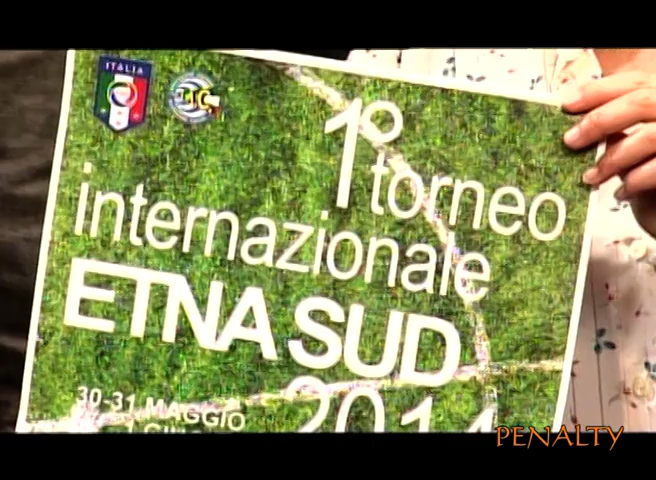 ITALIA
1° torneo
internazionale
ETNA SUD
2014
30-31 MAGGIO
PENALTY